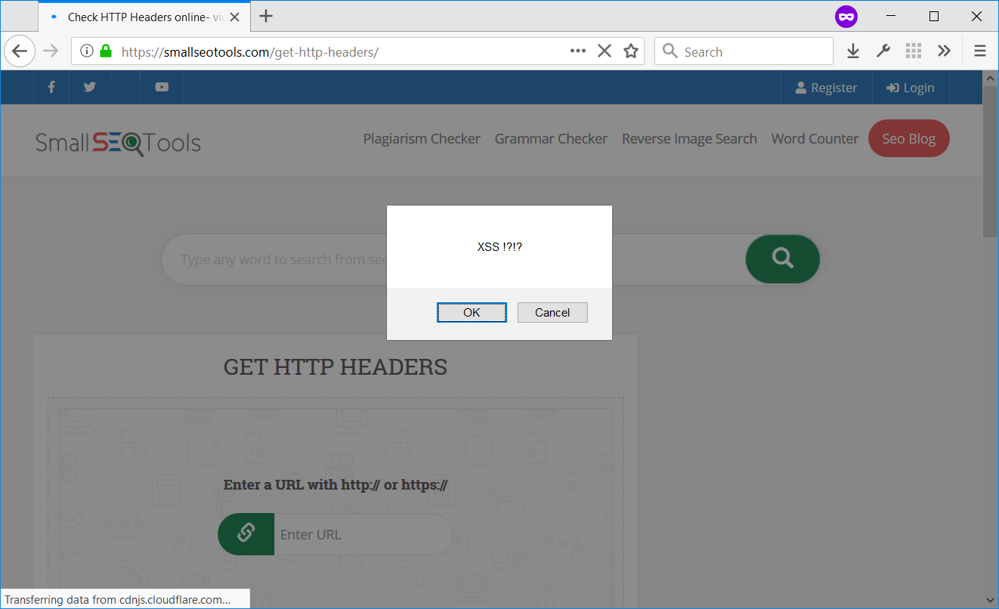 Check HTTP Headers online- vie
https://smallseotools.com/get-http-headers/
Search
Register
Login
SmallSEOTools
Plagiarism Checker
Grammar Checker
Reverse Image Search
Word Counter
Seo Blog
Type any word to search from seo
XSS !?!?
OK
Cancel
GET HTTP HEADERS
Enter a URL with http:// or https://
Enter URL
Transferring data from cdnjs.cloudflare.com...